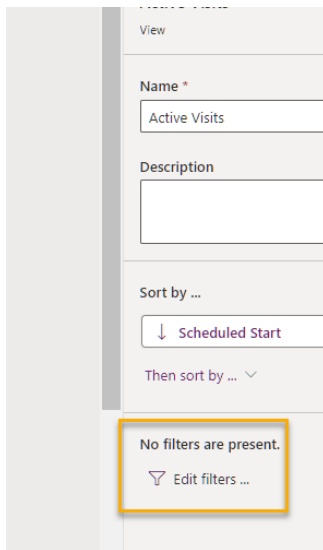 View
Name *
Active Visits
Description
Sort by ...
↓ Scheduled Start
Then sort by ...
No filters are present.
Edit filters ...